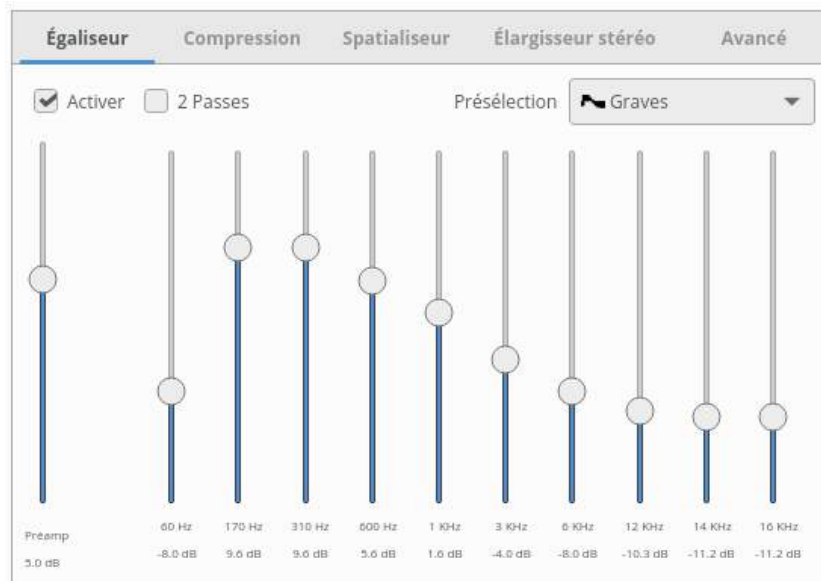 Égaliseur Compression Spatialiseur Élargisseur stéréo Avancé
Activer 2 Passes Présélection Graves
60 Hz 170 Hz 310 Hz 600 Hz 1 KHz 3 KHz 6 KHz 12 KHz 14 KHz 16 KHz
Préamp
-8.0 dB 9.6 dB 9.6 dB 5.6 dB 1.6 dB -4.0 dB -8.0 dB -10.3 dB -11.2 dB -11.2 dB
5.0 dB